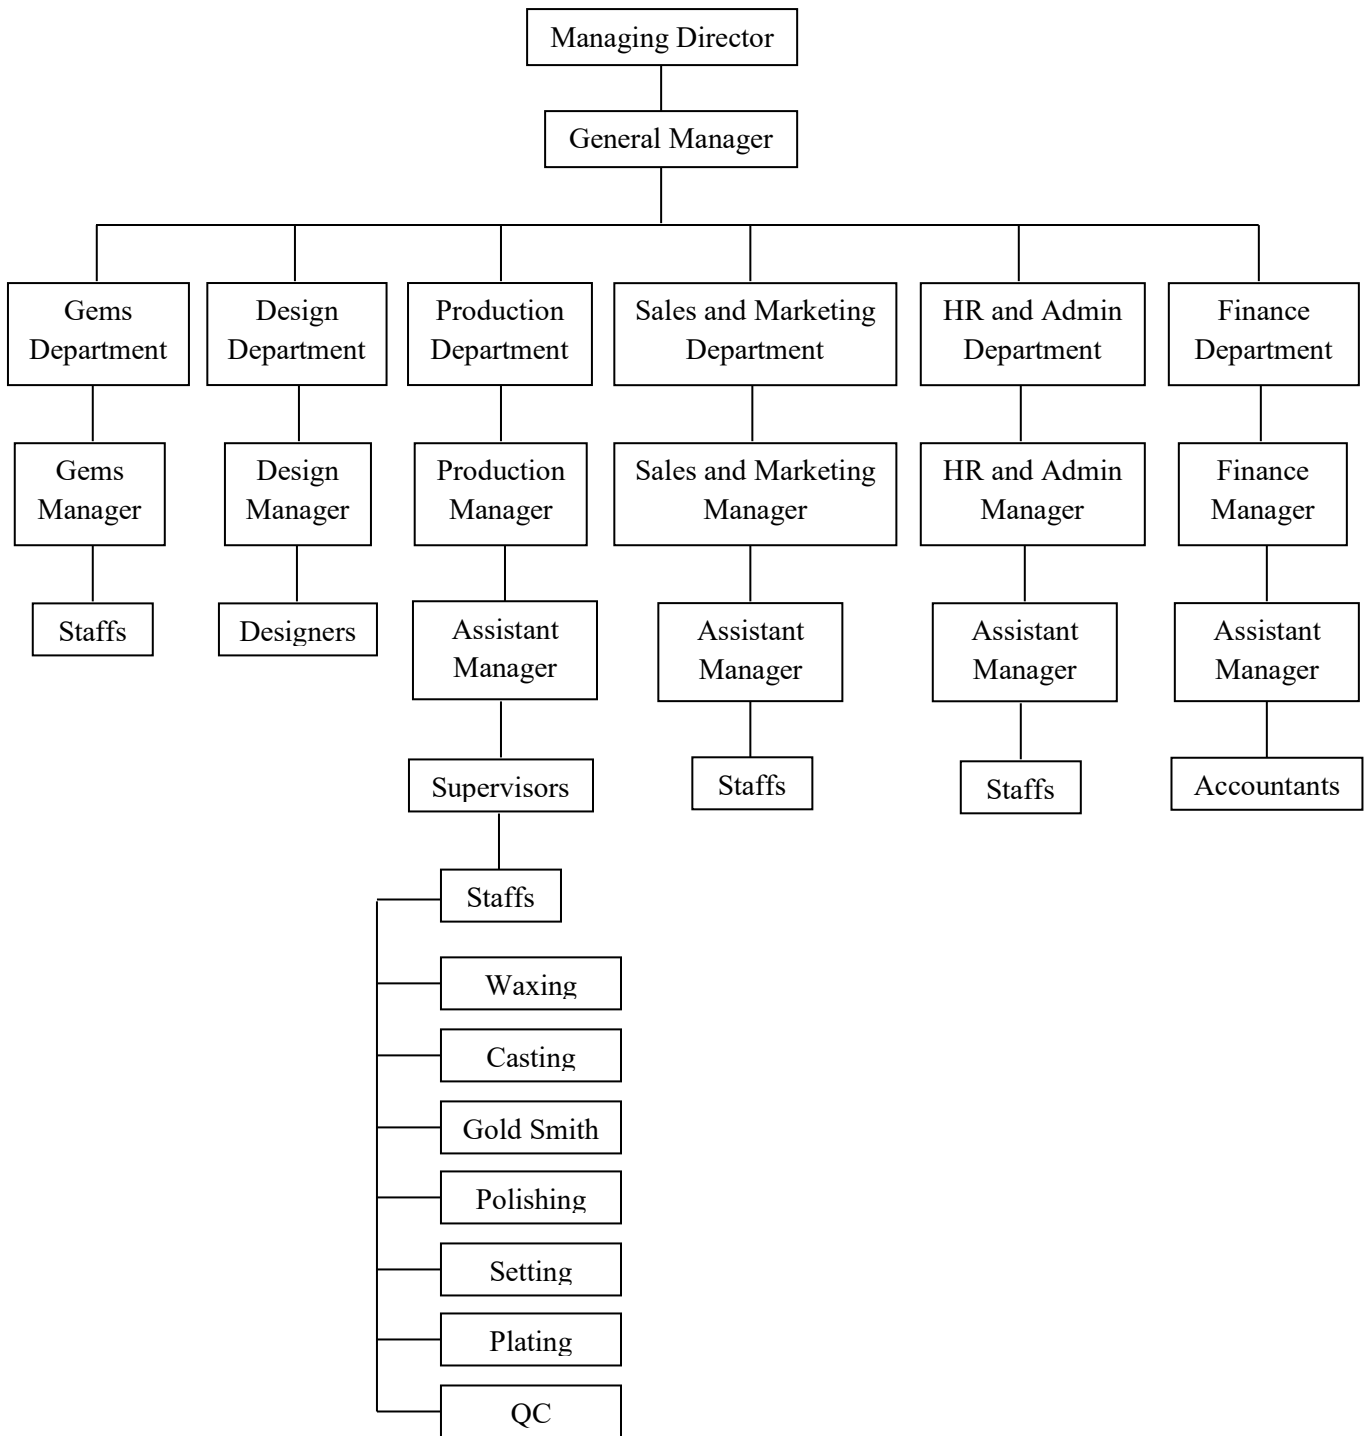 Managing Director
General Manager
Gems
Department
Design
Department
Production
Department
Sales and Marketing
Department
HR and Admin
Department
Finance
Department
Gems
Manager
Design
Manager
Production
Manager
Sales and Marketing
Manager
HR and Admin
Manager
Finance
Manager
Staffs
Designers
Assistant
Manager
Assistant
Manager
Assistant
Manager
Assistant
Manager
Supervisors
Staffs
Staffs
Accountants
Staffs
Waxing
Casting
Gold Smith
Polishing
Setting
Plating
QC